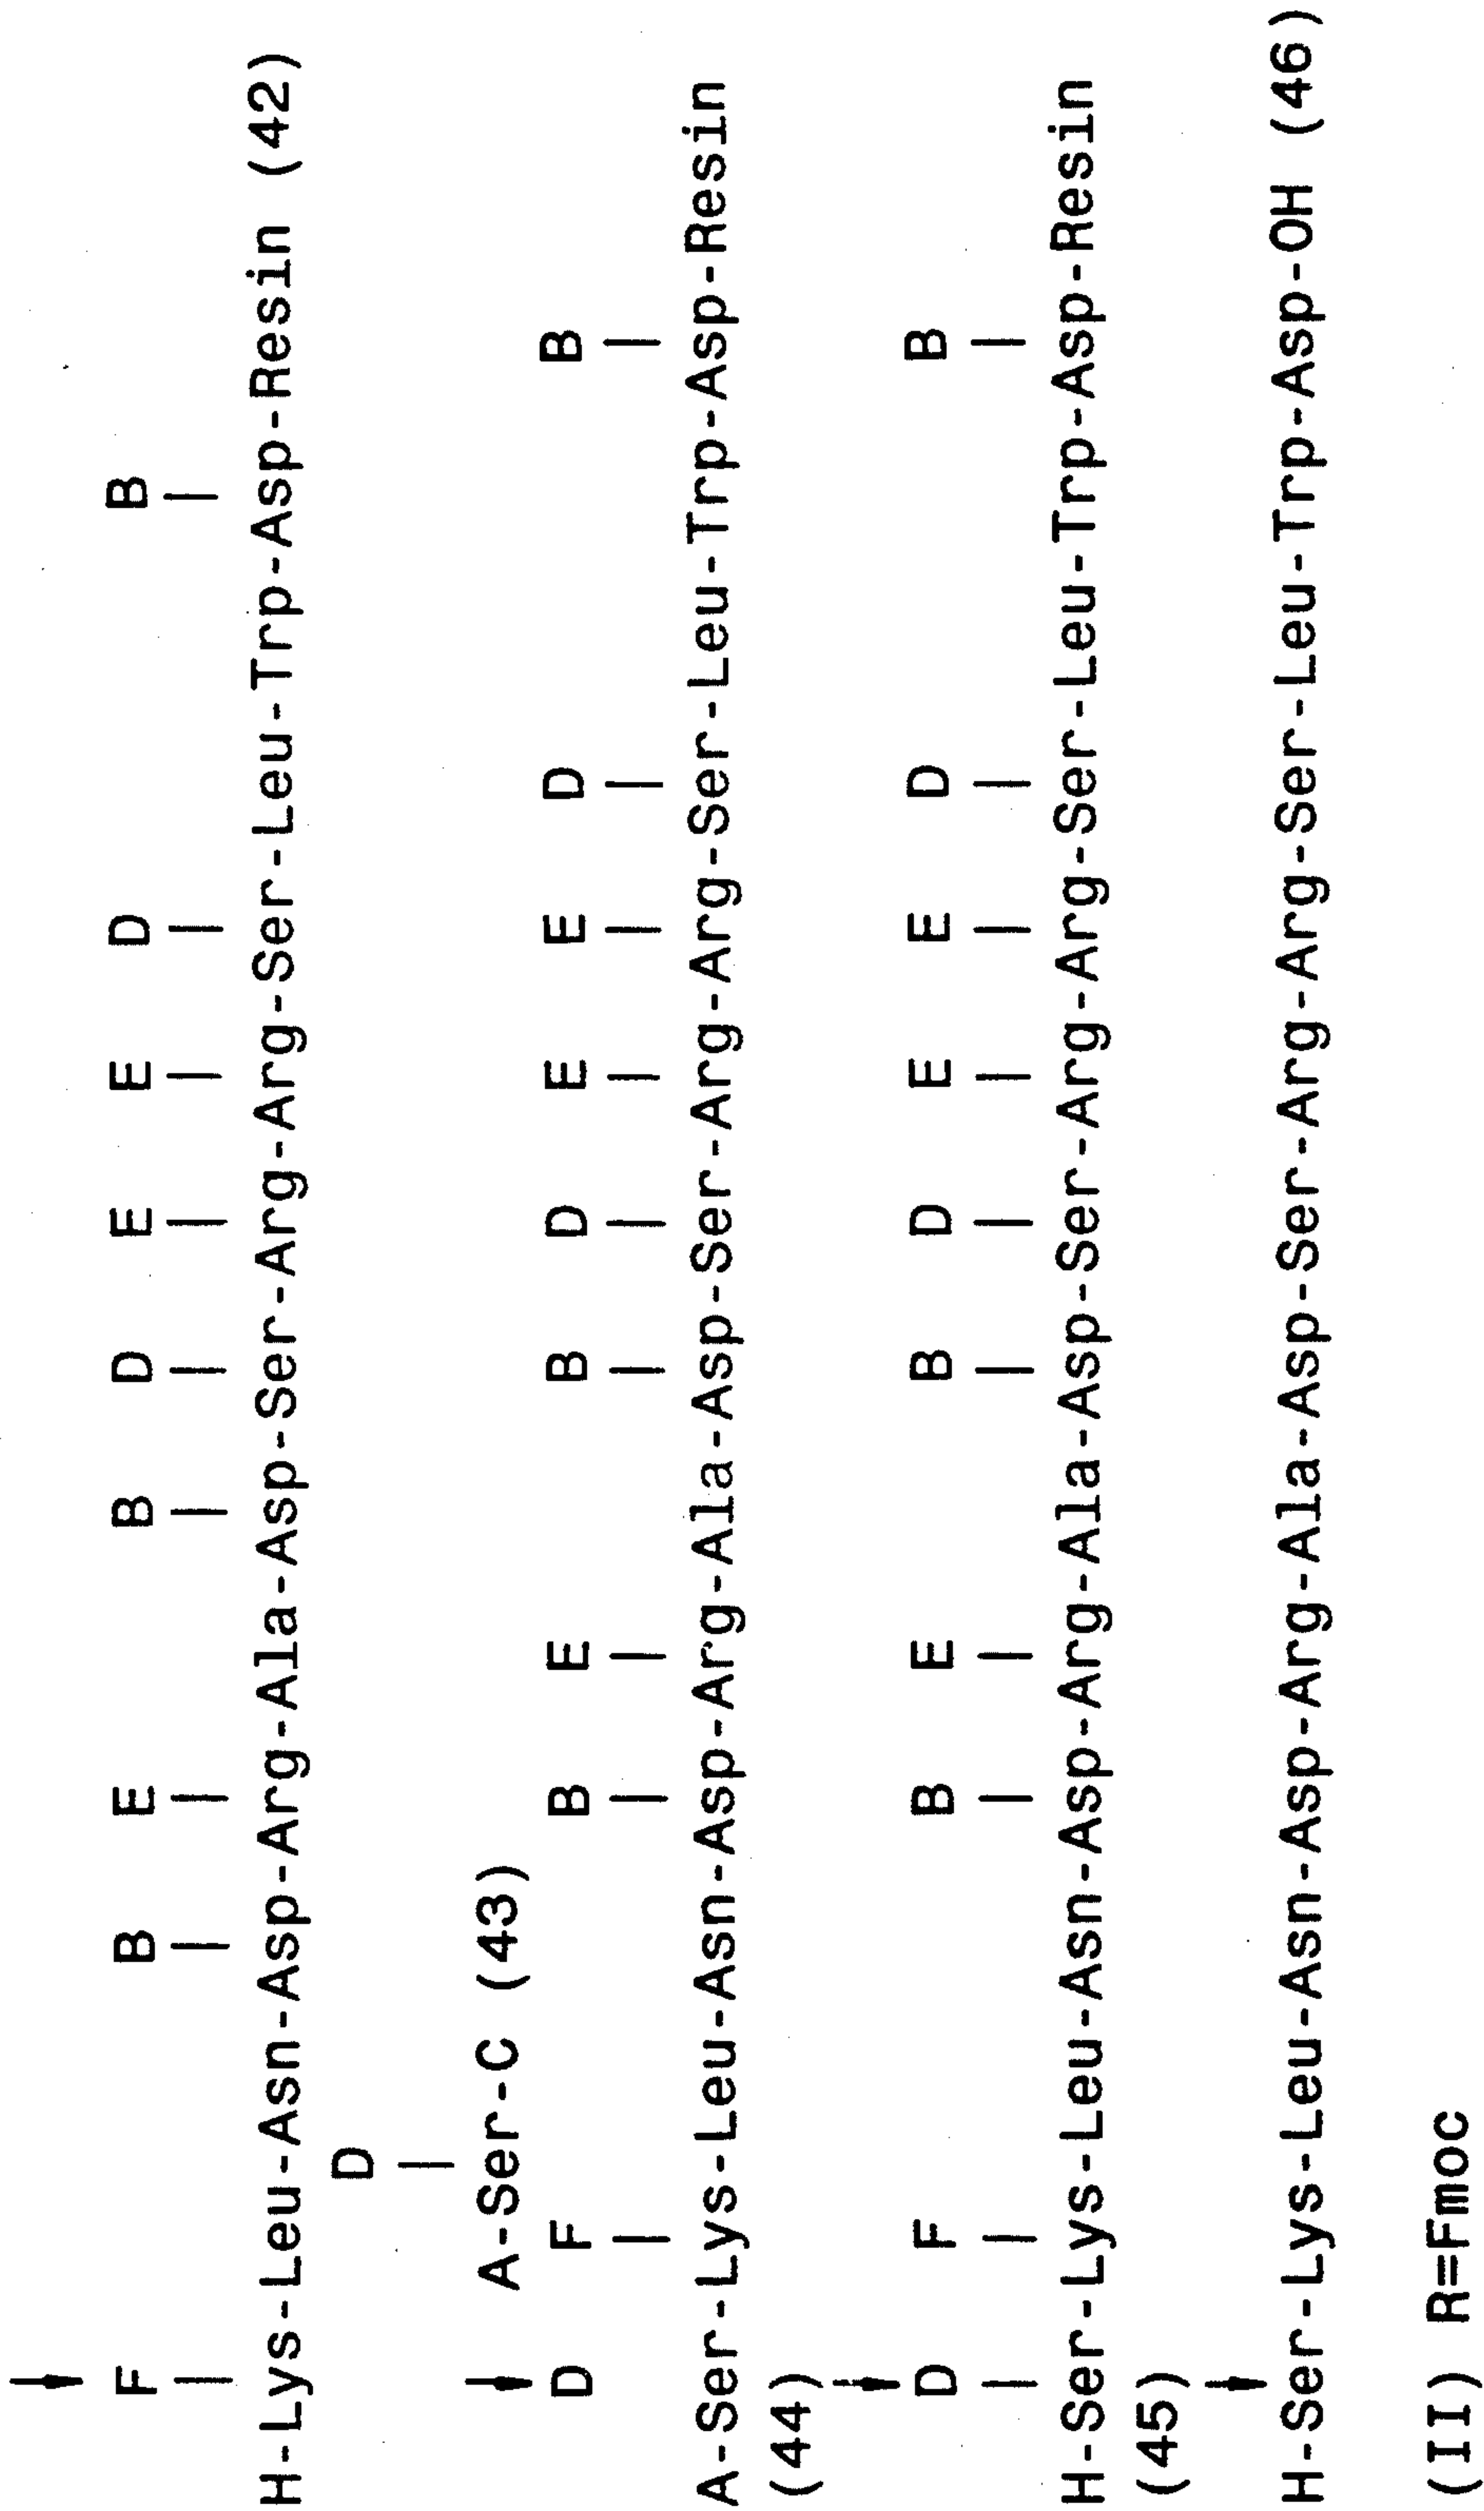 F B E B D E E D B
H-Lys-Leu-Asn-Asp-Arg-Ala-Asp-Ser-Arg-Arg-Ser-Leu-Trp-Asp-Resin (42)
D
A-Ser-C (43)
D F B E B D E E D B
A-Ser-Lys-Leu-Asn-Asp-Arg-Ala-Asp-Ser-Arg-Arg-Ser-Leu-Trp-Asp-Resin
(44)
D F B E B D E E D B
H-Ser-Lys-Leu-Asn-Asp-Arg-Ala-Asp-Ser-Arg-Arg-Ser-Leu-Trp-Asp-Resin
(45)
H-Ser-Lys-Leu-Asn-Asp-Arg-Ala-Asp-Ser-Arg-Arg-Ser-Leu-Trp-Asp-OH (46)
(II) R=Fmoc